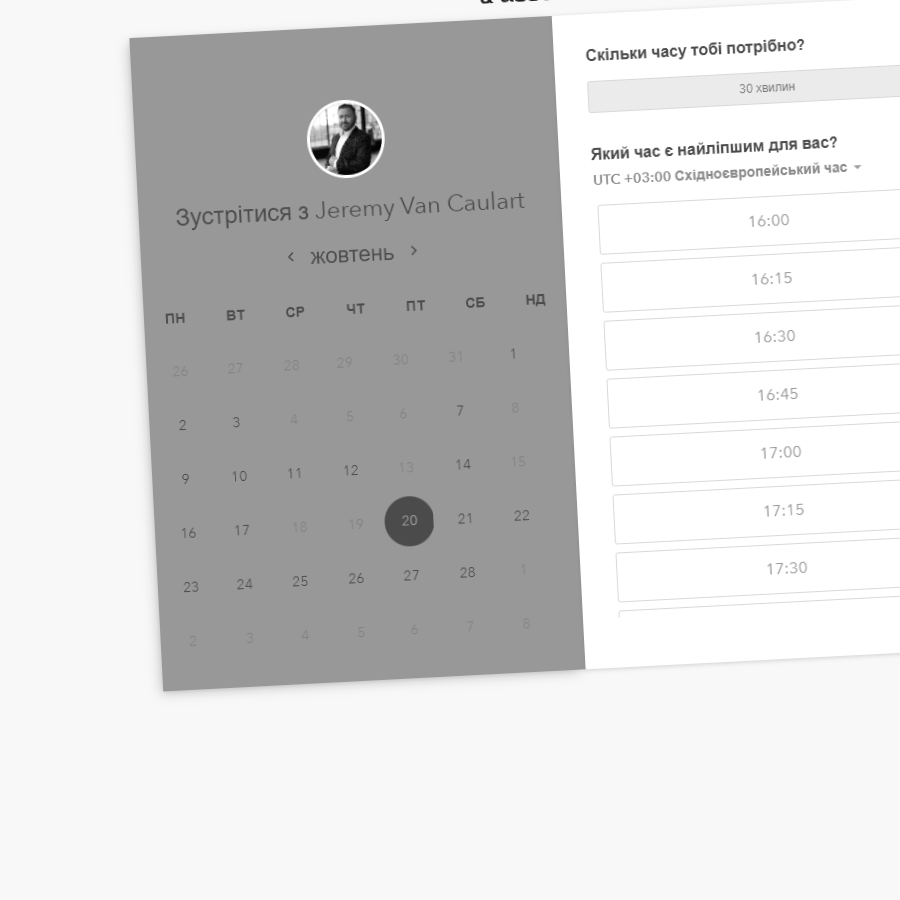 Зустрітися з Jeremy Van Caulart
‹ жовтень ›
ПН ВТ СР ЧТ ПТ СБ НД
26 27 28 29 30 31 1
2 3 4 5 6 7 8
9 10 11 12 13 14 15
16 17 18 19 20 21 22
23 24 25 26 27 28 1
2 3 4 5 6 7 8
Скільки часу тобі потрібно?
30 хвилин
Який час є найліпшим для вас?
UTC +03:00 Східноєвропейський час
16:00
16:15
16:30
16:45
17:00
17:15
17:30